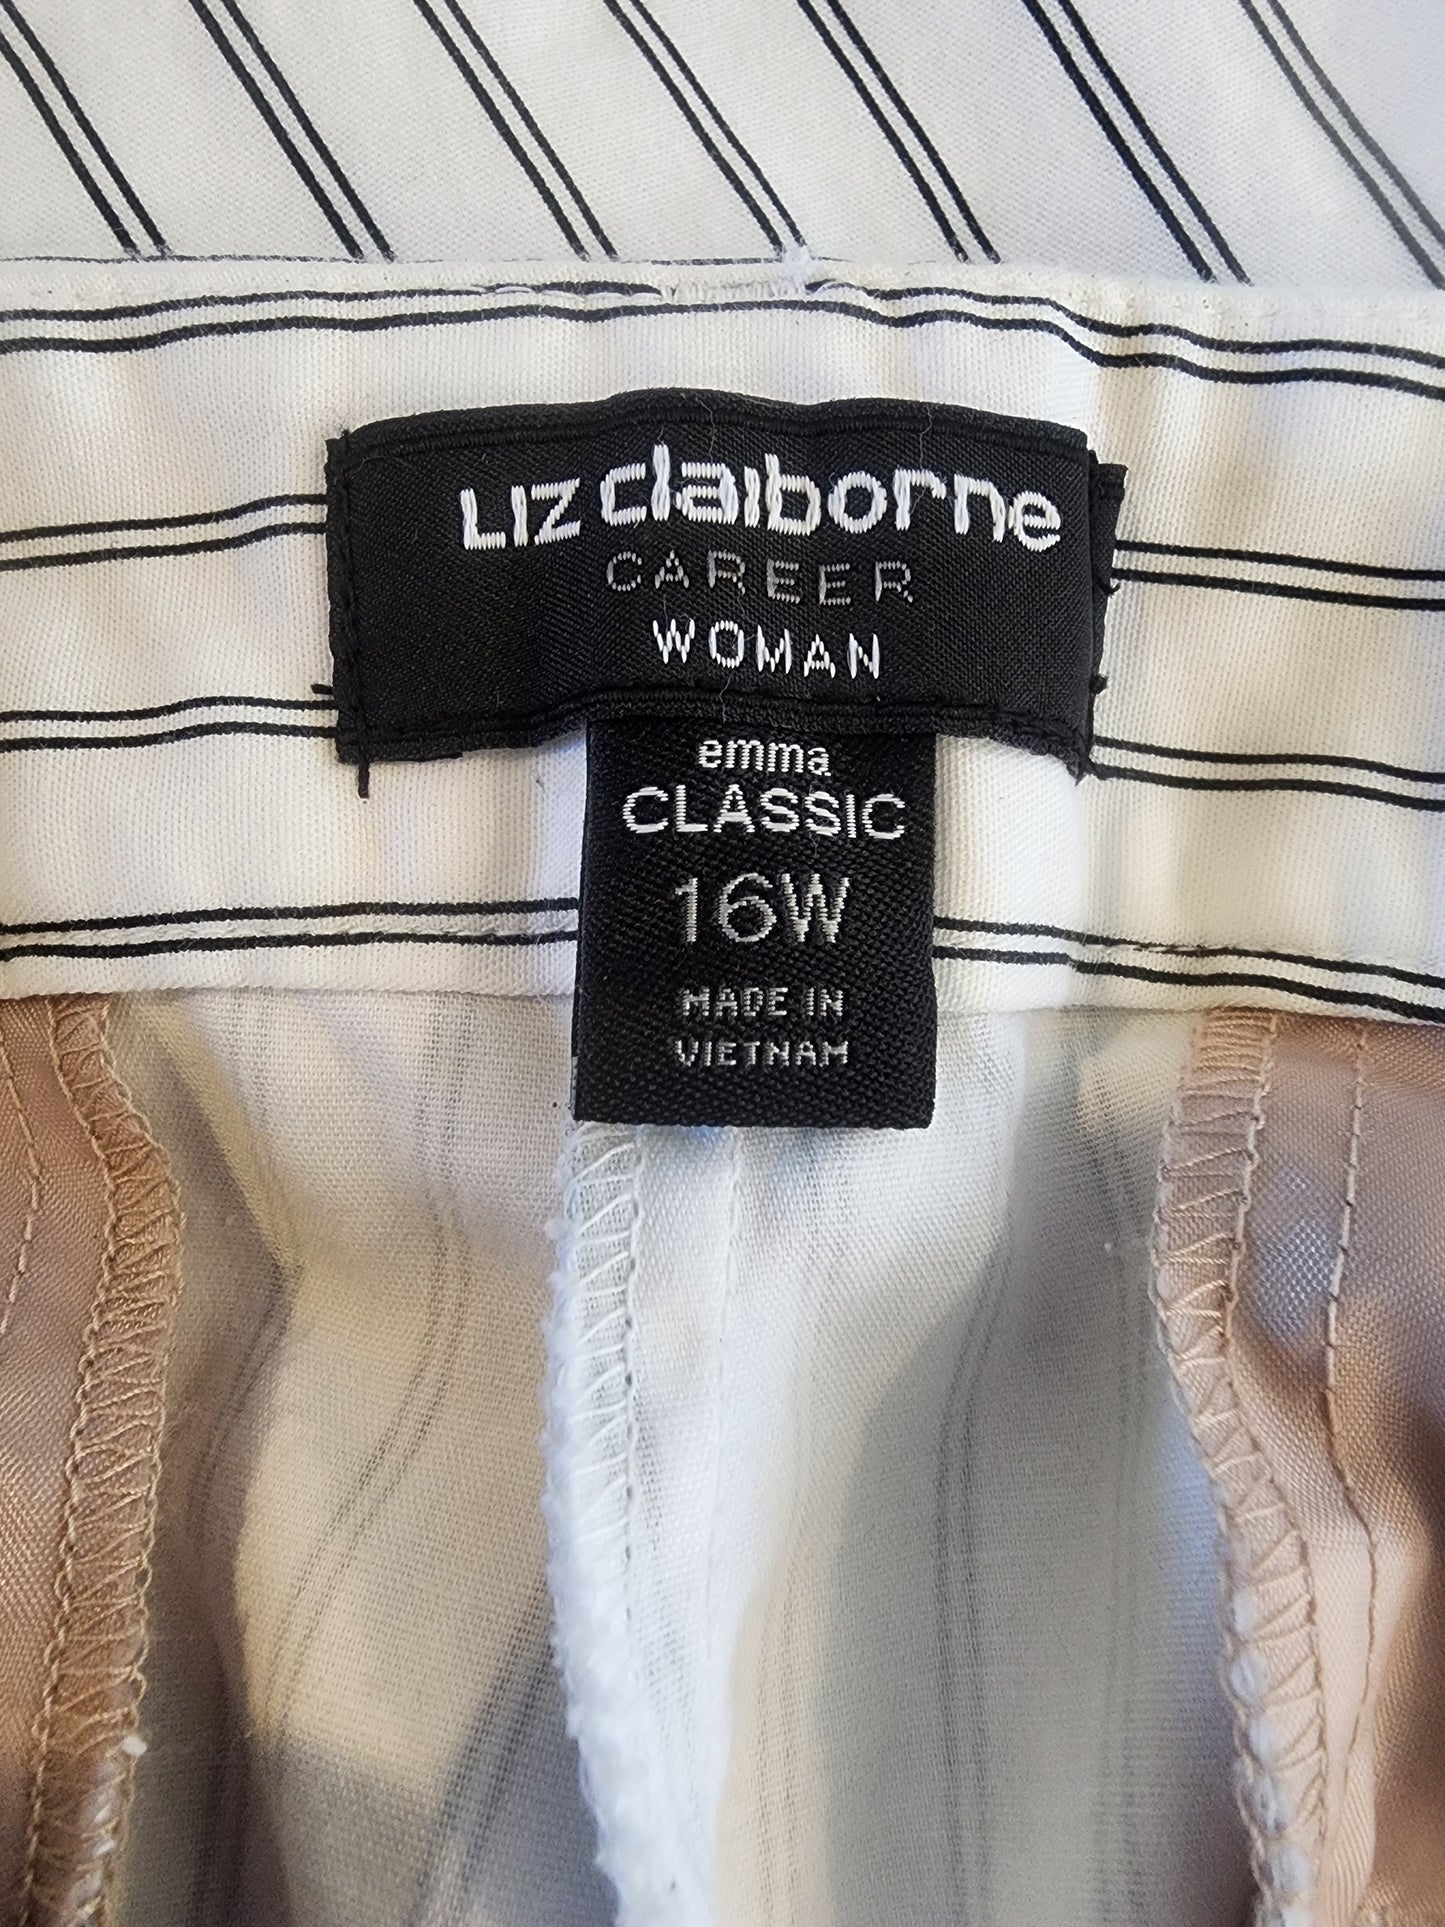 Liz claiborne
CAREER
WOMAN
emma
CLASSIC
16W
MADE IN
VIETNAM